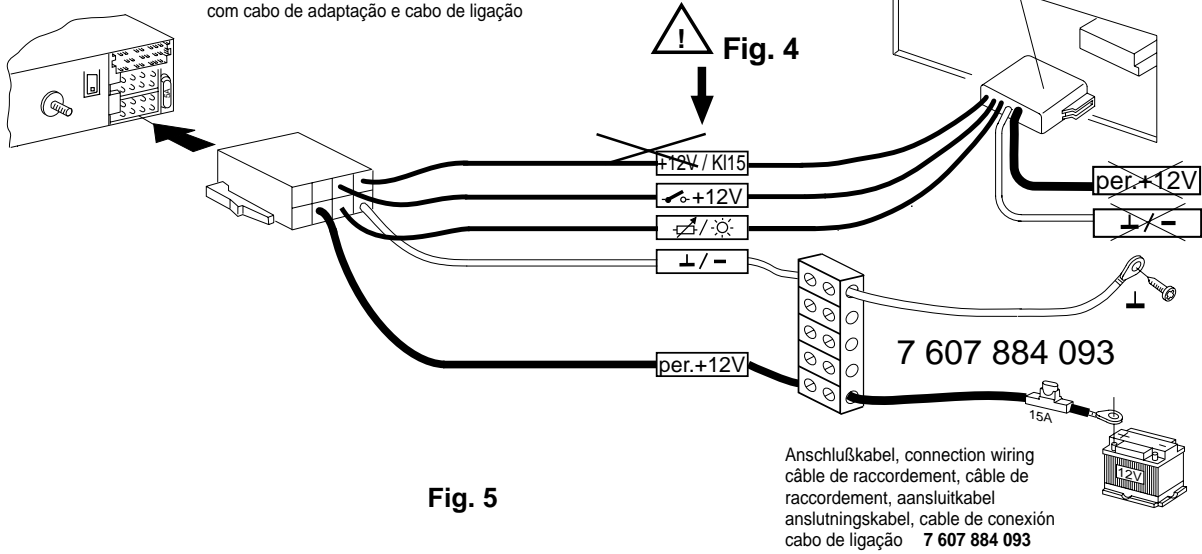 com cabo de adaptação e cabo de ligação
!
Fig. 4
5A
+12V / Kl15
+12V
/
⊥ / −
per.+12V
per.+12V
⊥ / −
7 607 884 093
15A
12V
Fig. 5
Anschlußkabel, connection wiring
câble de raccordement, câble de
raccordement, aansluitkabel
anslutningskabel, cable de conexión
cabo de ligação 7 607 884 093